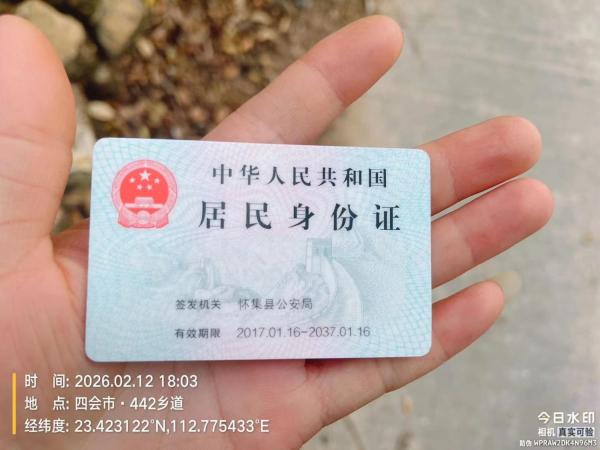 中华人民共和国
居民身份证
签发机关 怀集县公安局
有效期限 2017.01.16-2037.01.16
时 间: 2026.02.12 18:03
地 点: 四会市·442乡道
经纬度: 23.423122°N,112.775433°E
今日水印
相机 真实可验
防伪 WPRAW2DK4N96M3